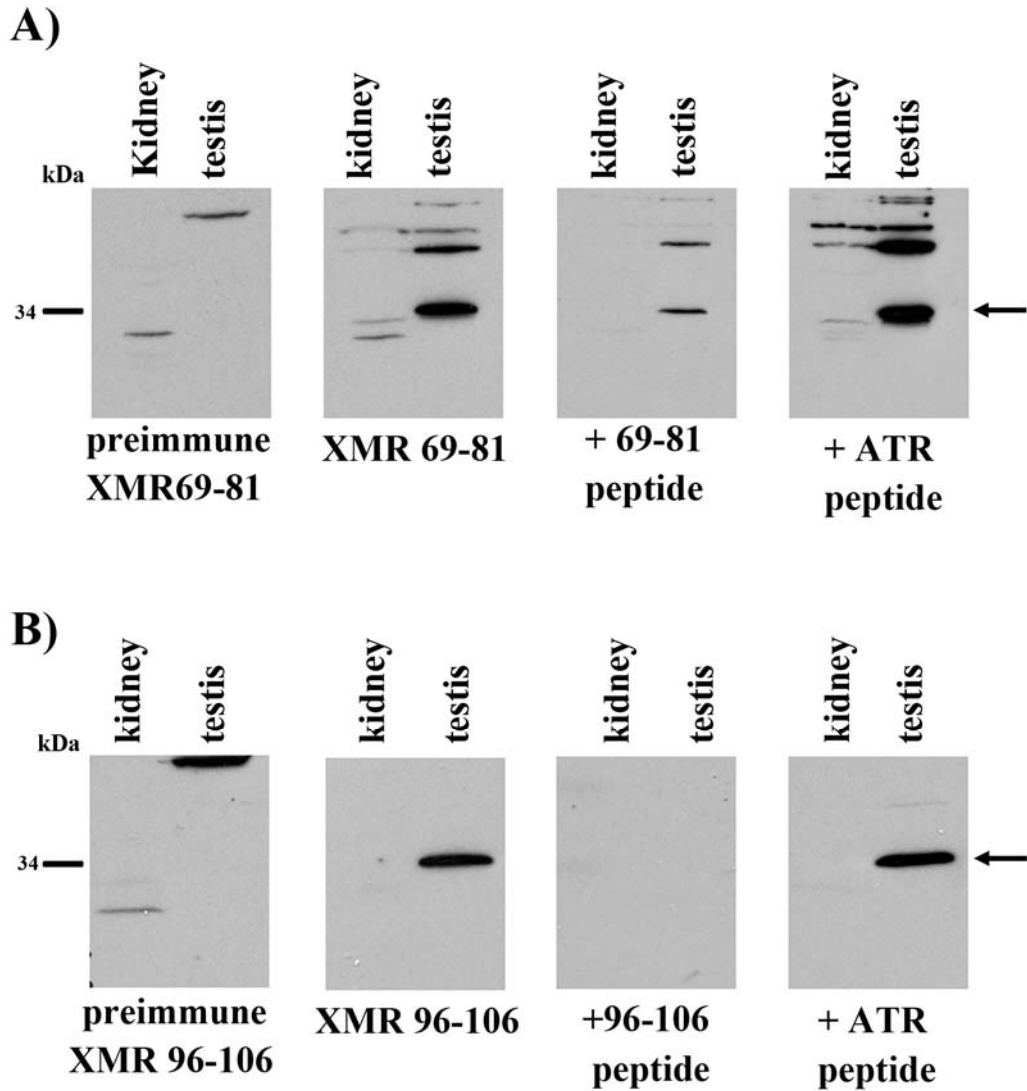 A)
Kidney testis kidney testis kidney testis kidney testis
kDa
34
preimmune XMR 69-81 + 69-81 + ATR
XMR69-81 peptide peptide
B)
kidney testis kidney testis kidney testis kidney testis
kDa
34
preimmune XMR 96-106 +96-106 + ATR
XMR 96-106 peptide peptide